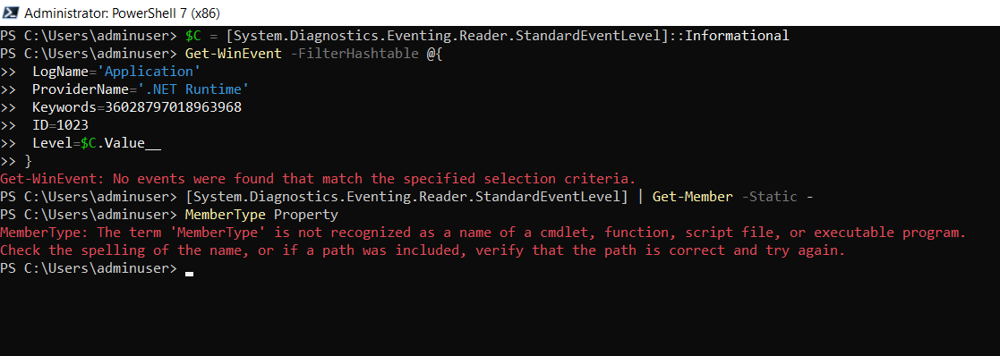 Administrator: PowerShell 7 (x86)
PS C:\Users\adminuser> $C = [System.Diagnostics.Eventing.Reader.StandardEventLevel]::Informational
PS C:\Users\adminuser> Get-WinEvent -FilterHashtable @{
>>  LogName='Application'
>>  ProviderName='.NET Runtime'
>>  Keywords=36028797018963968
>>  ID=1023
>>  Level=$C.Value__
>> }
Get-WinEvent: No events were found that match the specified selection criteria.
PS C:\Users\adminuser> [System.Diagnostics.Eventing.Reader.StandardEventLevel] | Get-Member -Static -
PS C:\Users\adminuser> MemberType Property
MemberType: The term 'MemberType' is not recognized as a name of a cmdlet, function, script file, or executable program.
Check the spelling of the name, or if a path was included, verify that the path is correct and try again.
PS C:\Users\adminuser>